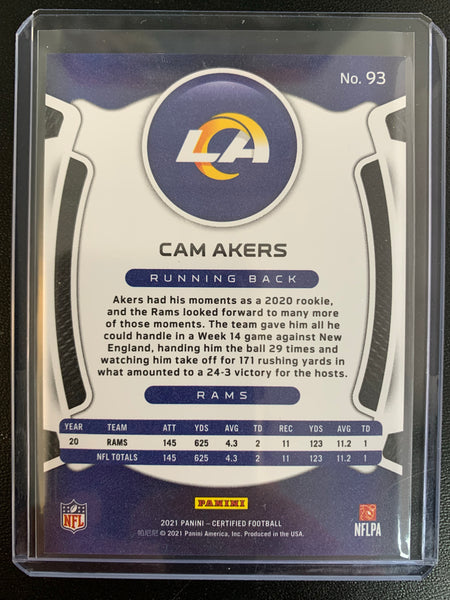 No. 93
LA
CAM AKERS
RUNNING BACK
Akers had his moments as a 2020 rookie,
and the Rams looked forward to many more
of those moments. The team gave him all he
could handle in a Week 14 game against New
England, handing him the ball 29 times and
watching him take off for 171 rushing yards in
what amounted to a 24-3 victory for the hosts.
RAMS
YEAR TEAM ATT YDS AVG TD REC YDS AVG TD
20 RAMS 145 625 4.3 2 11 123 11.2 1
NFL TOTALS 145 625 4.3 2 11 123 11.2 1
NFL
PANINI
NFLPA
2021 PANINI – CERTIFIED FOOTBALL
帕尼尼 © 2021 Panini America, Inc. Produced in the USA.